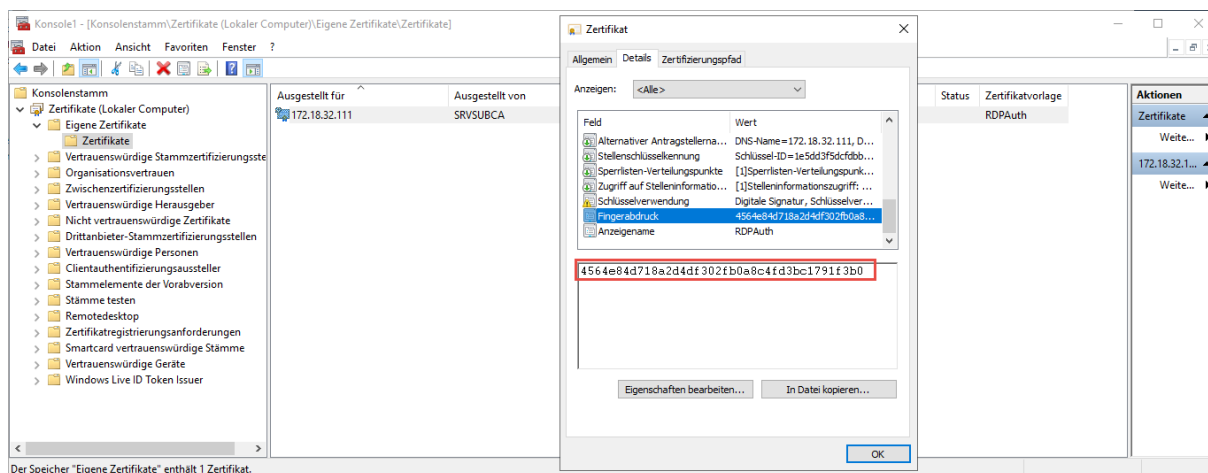 Konsole1 - [Konsolenstamm\Zertifikate (Lokaler Computer)\Eigene Zertifikate\Zertifikate]
Datei Aktion Ansicht Favoriten Fenster ?
Konsolenstamm
Zertifikate (Lokaler Computer)
Eigene Zertifikate
Zertifikate
Vertrauenswürdige Stammzertifizierungsste
Organisationsvertrauen
Zwischenzertifizierungsstellen
Vertrauenswürdige Herausgeber
Nicht vertrauenswürdige Zertifikate
Drittanbieter-Stammzertifizierungsstellen
Vertrauenswürdige Personen
Clientauthentifizierungsaussteller
Stammelemente der Vorabversion
Stämme testen
Remotedesktop
Zertifikatregistrierungsanforderungen
Smartcard vertrauenswürdige Stämme
Vertrauenswürdige Geräte
Windows Live ID Token Issuer
Ausgestellt für Ausgestellt von
172.18.32.111 SRVSUBCA
Zertifikat
Allgemein Details Zertifizierungspfad
Anzeigen: <Alle>
Feld Wert
Alternativer Antragstellerna... DNS-Name=172.18.32.111, D...
Stellenschlüsselkennung Schlüssel-ID=1e5dd3f5dcfdbb...
Sperrlisten-Verteilungspunkte [1]Sperrlisten-Verteilungspunk...
Zugriff auf Stelleninformatio... [1]Stelleninformationszugriff: ...
Schlüsselverwendung Digitale Signatur, Schlüsselver...
Fingerabdruck 4564e84d718a2d4df302fb0a8...
Anzeigename RDPAuth
4564e84d718a2d4df302fb0a8c4fd3bc1791f3b0
Eigenschaften bearbeiten... In Datei kopieren...
OK
Status Zertifikatvorlage
RDPAuth
Aktionen
Zertifikate
Weite...
172.18.32.1...
Weite...
Der Speicher "Eigene Zertifikate" enthält 1 Zertifikat.